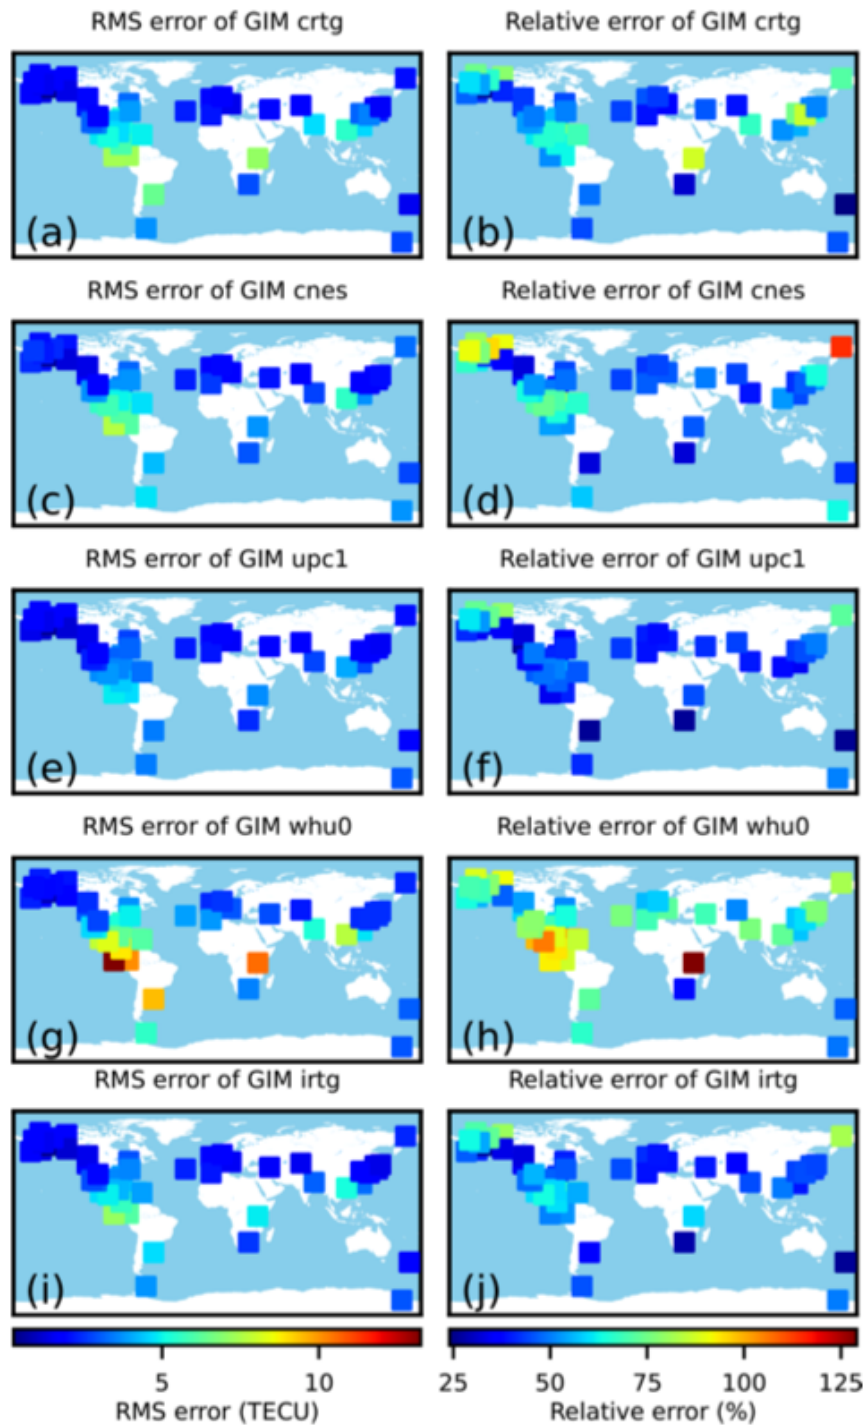 RMS error of GIM crtg Relative error of GIM crtg
(a) (b)
RMS error of GIM cnes Relative error of GIM cnes
(c) (d)
RMS error of GIM upc1 Relative error of GIM upc1
(e) (f)
RMS error of GIM whu0 Relative error of GIM whu0
(g) (h)
RMS error of GIM irtg Relative error of GIM irtg
(i) (j)
5 10 25 50 75 100 125
RMS error (TECU) Relative error (%)